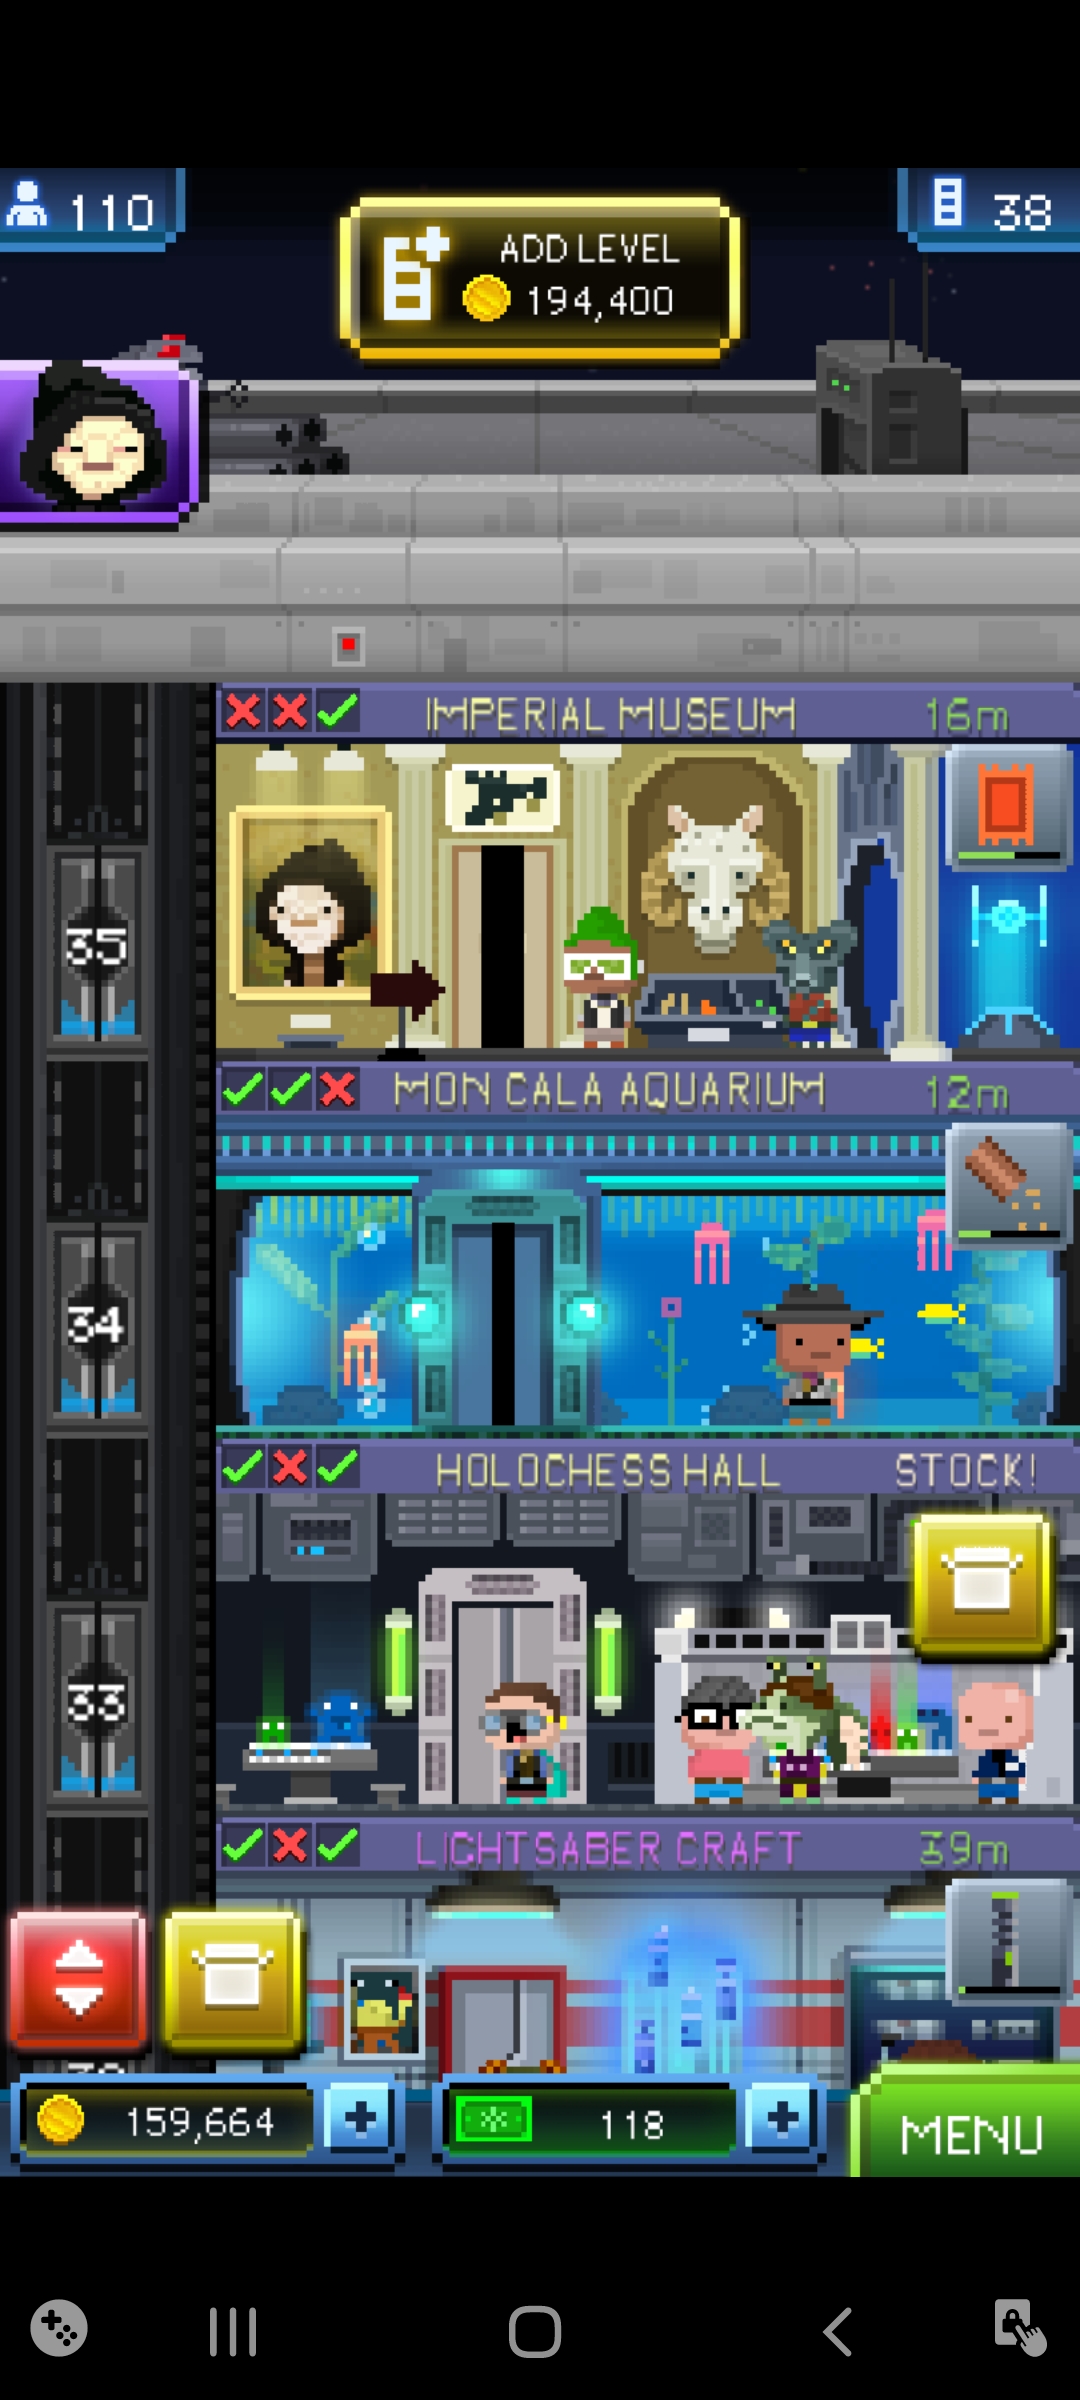 110
ADD LEVEL
194,400
38
IMPERIAL MUSEUM 16m
35
MON CALA AQUARIUM 12m
34
HOLOCHESS HALL STOCK!
33
LIGHTSABER CRAFT 39m
159,664
118
MENU